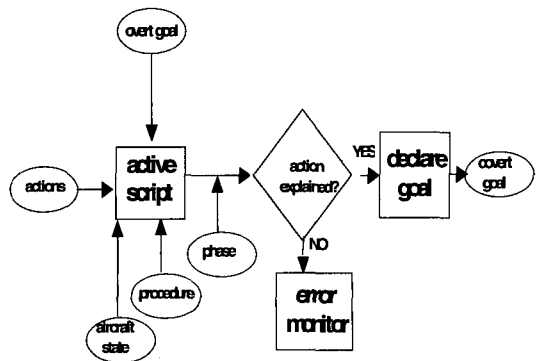 overt goal
active
script
actions
action
explained?
YES
declare
goal
covert
goal
NO
phase
procedure
error
monitor
aircraft
state